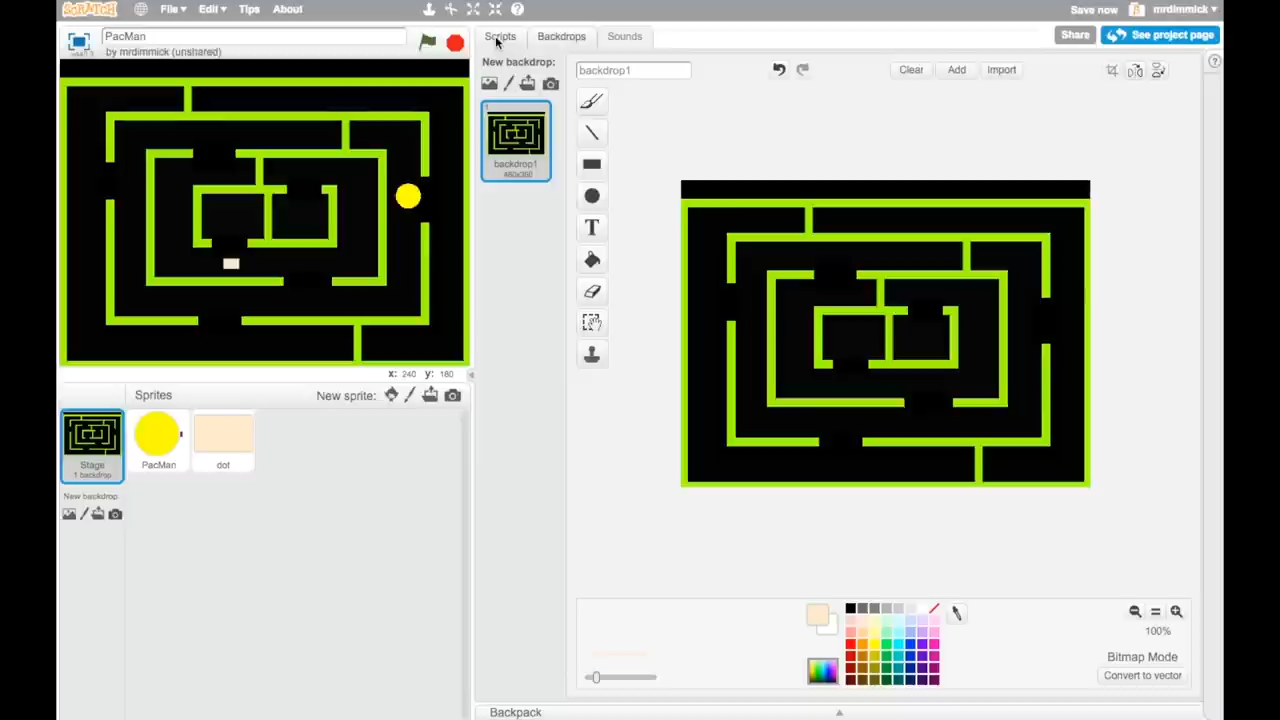 SCRATCH
File▾ Edit▾ Tips About
Save now mrdimmick▾
PacMan
by mrdimmick (unshared)
Scripts Backdrops Sounds
Share See project page
New backdrop:
backdrop1
Clear Add Import
1
backdrop1
480x360
T
x: 240 y: 180
Sprites New sprite:
Stage
1 backdrop
PacMan
dot
New backdrop
100%
Bitmap Mode
Convert to vector
Backpack